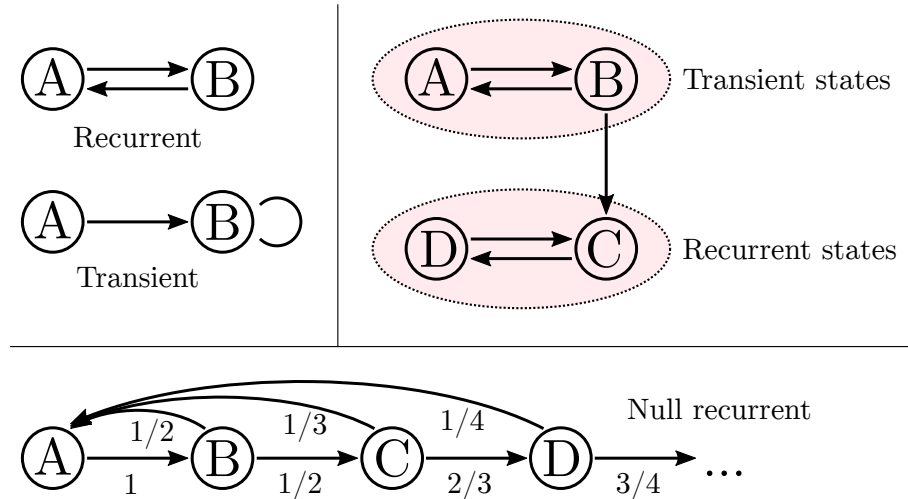 A B
Recurrent
A B
Transient
A B Transient states
D C Recurrent states
Null recurrent
1/2 1/3 1/4
A B C D ...
1 1/2 2/3 3/4